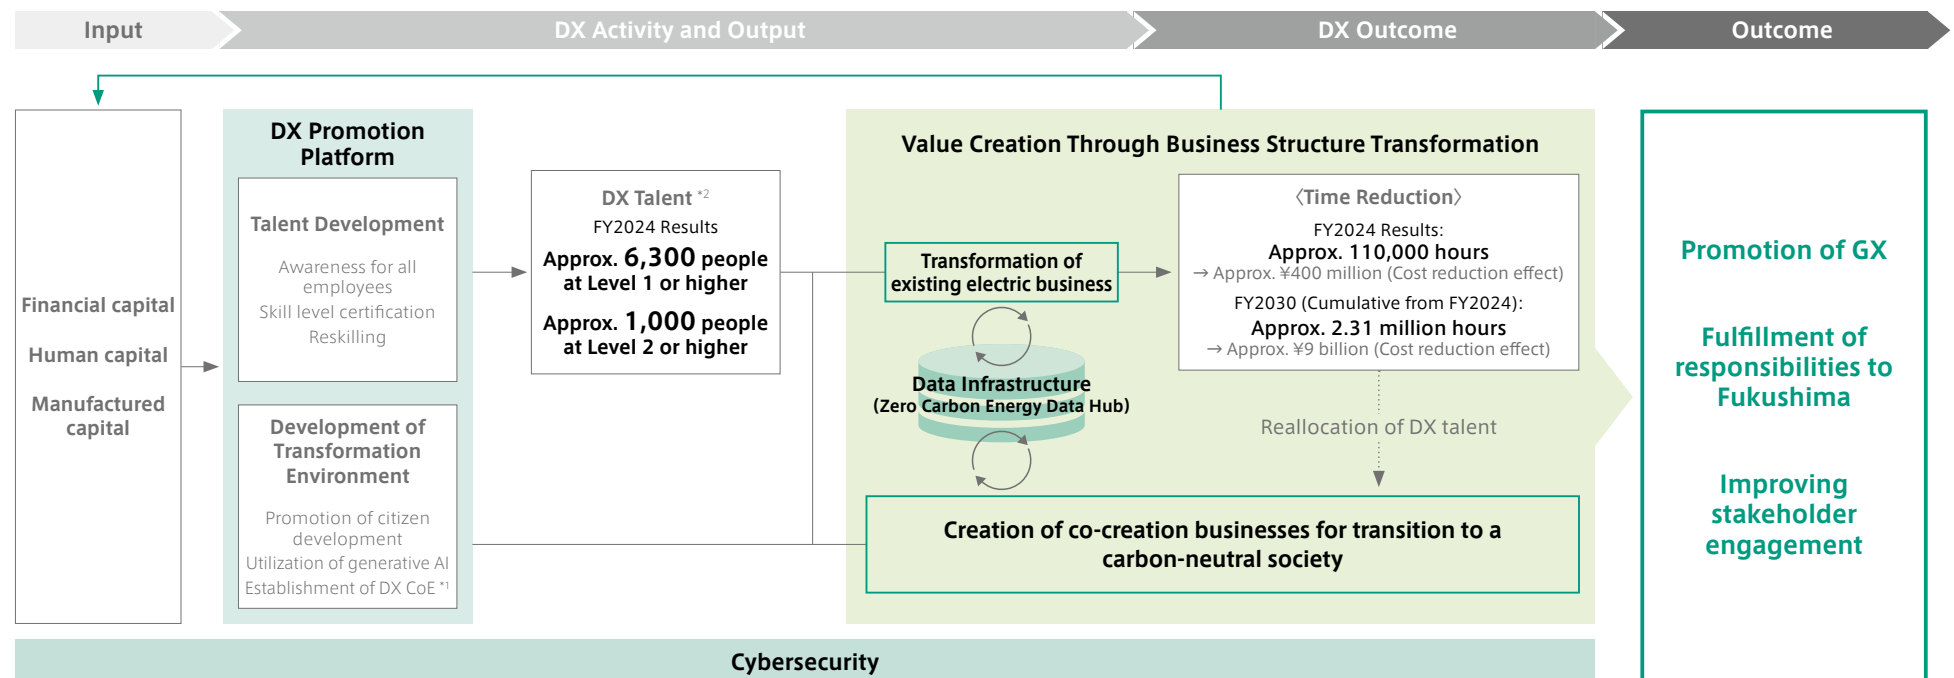 Input
DX Activity and Output
DX Outcome
Outcome
Financial capital
Human capital
Manufactured
capital
DX Promotion
Platform
Talent Development
Awareness for all
employees
Skill level certification
Reskilling
Development of
Transformation
Environment
Promotion of citizen
development
Utilization of generative AI
Establishment of DX CoE *1
DX Talent *2
FY2024 Results
Approx. 6,300 people
at Level 1 or higher
Approx. 1,000 people
at Level 2 or higher
Value Creation Through Business Structure Transformation
Transformation of
existing electric business
Data Infrastructure
(Zero Carbon Energy Data Hub)
〈Time Reduction〉
FY2024 Results:
Approx. 110,000 hours
→ Approx. ¥400 million (Cost reduction effect)
FY2030 (Cumulative from FY2024):
Approx. 2.31 million hours
→ Approx. ¥9 billion (Cost reduction effect)
Reallocation of DX talent
Creation of co-creation businesses for transition to a
carbon-neutral society
Promotion of GX
Fulfillment of
responsibilities to
Fukushima
Improving
stakeholder
engagement
Cybersecurity